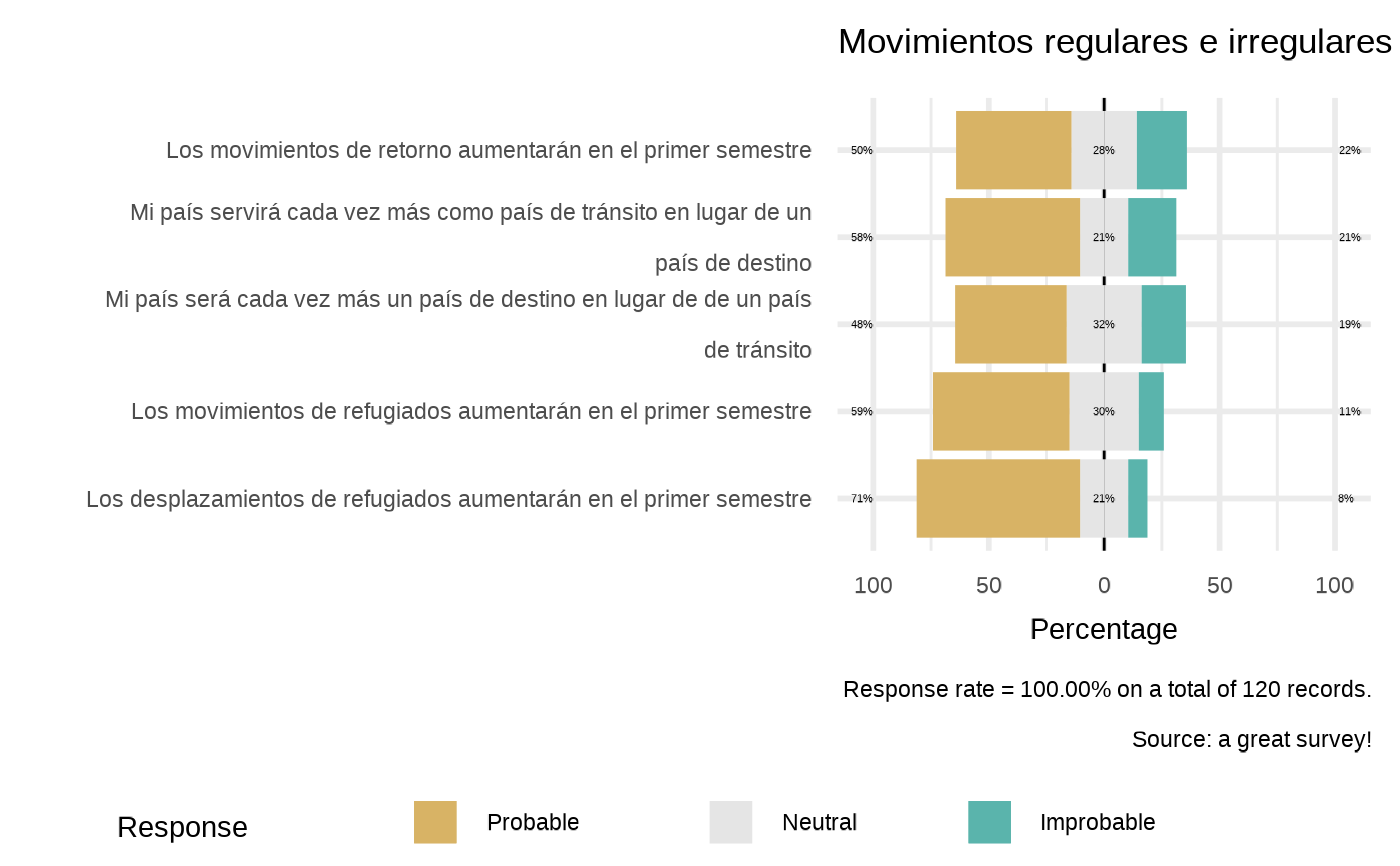 Movimientos regulares e irregulares
Los movimientos de retorno aumentarán en el primer semestre
50% 28% 22%
Mi país servirá cada vez más como país de tránsito en lugar de un
país de destino
58% 21% 21%
Mi país será cada vez más un país de destino en lugar de de un país
de tránsito
48% 32% 19%
Los movimientos de refugiados aumentarán en el primer semestre
59% 30% 11%
Los desplazamientos de refugiados aumentarán en el primer semestre
71% 21% 8%
100 50 0 50 100
Percentage
Response rate = 100.00% on a total of 120 records.
Source: a great survey!
Response Probable Neutral Improbable